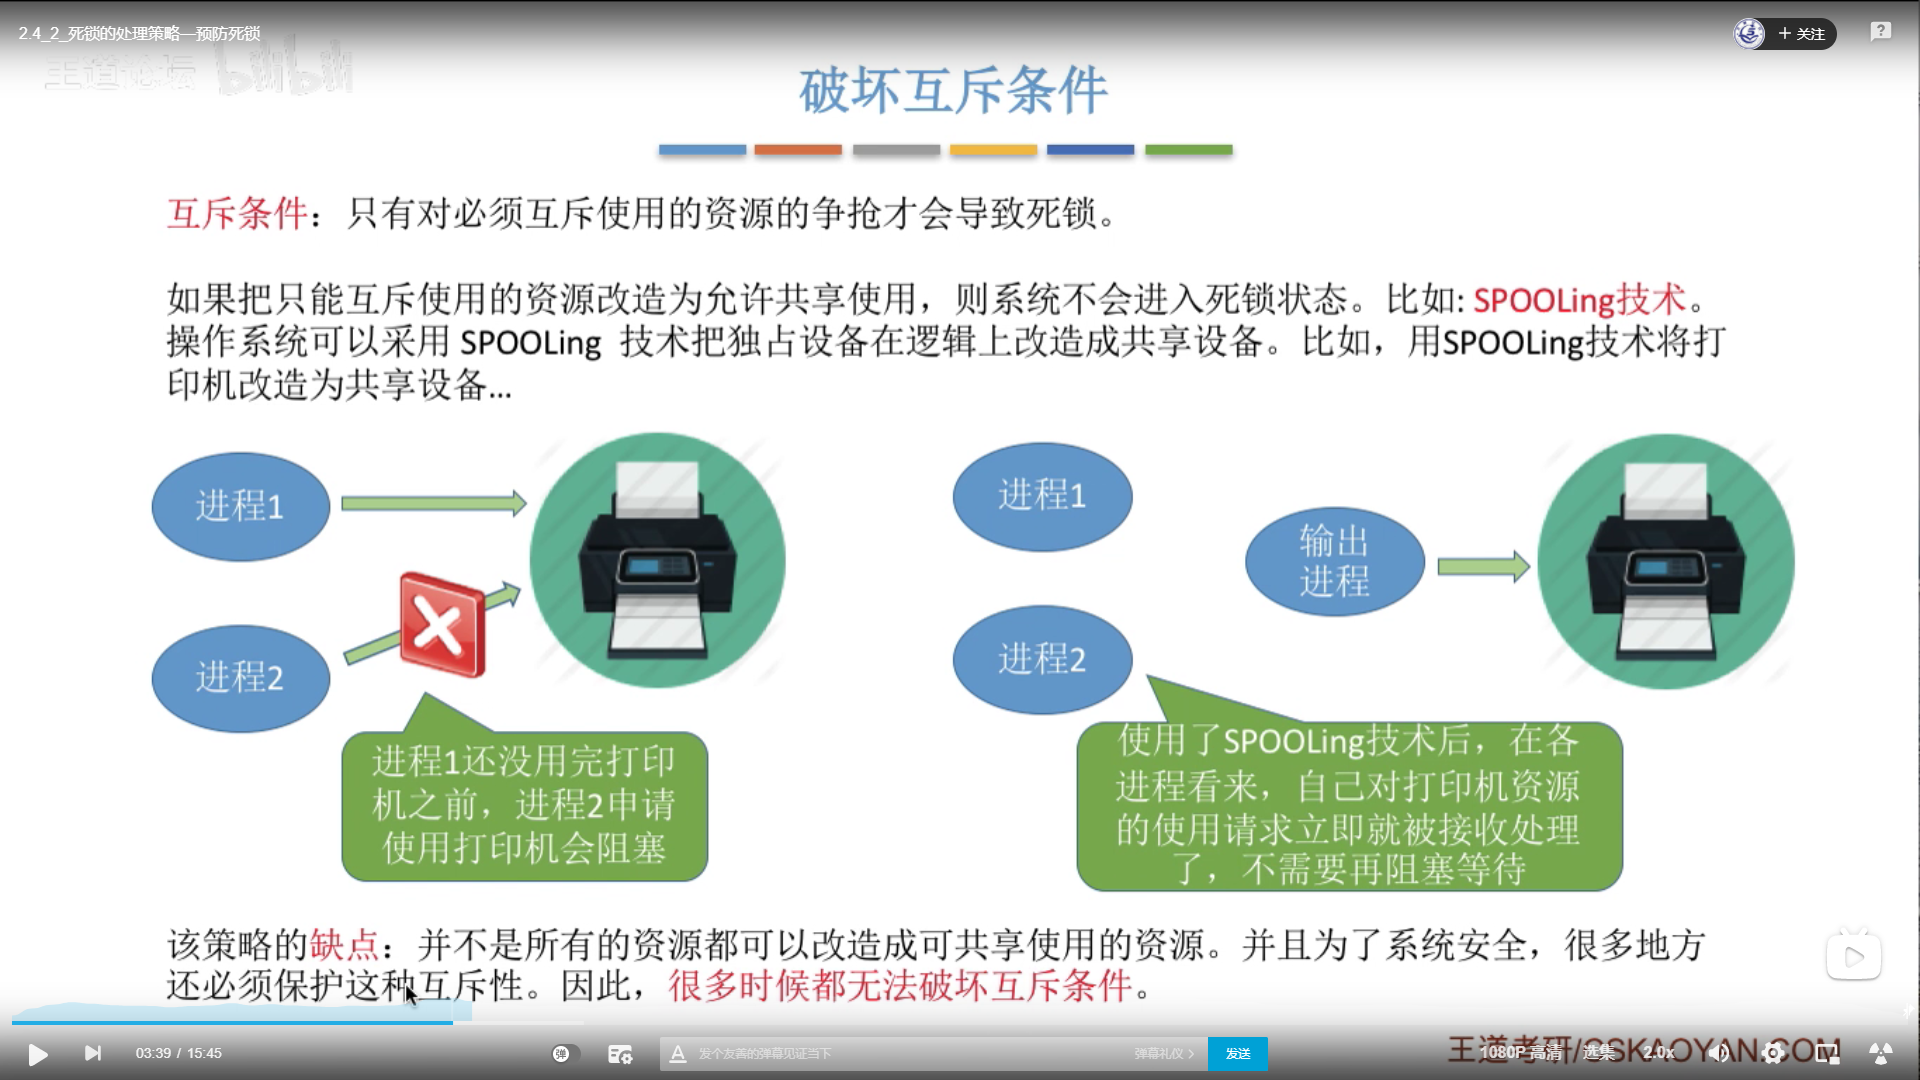 2.4_2_死锁的处理策略—预防死锁
关注
王道论坛 bilibili
破坏互斥条件
互斥条件：只有对必须互斥使用的资源的争抢才会导致死锁。
如果把只能互斥使用的资源改造为允许共享使用，则系统不会进入死锁状态。比如: SPOOLing技术。
操作系统可以采用 SPOOLing 技术把独占设备在逻辑上改造成共享设备。比如，用SPOOLing技术将打
印机改造为共享设备...
进程1
进程2
进程1还没用完打印
机之前，进程2申请
使用打印机会阻塞
进程1
进程2
输出
进程
使用了SPOOLing技术后，在各
进程看来，自己对打印机资源
的使用请求立即就被接收处理
了，不需要再阻塞等待
该策略的缺点：并不是所有的资源都可以改造成可共享使用的资源。并且为了系统安全，很多地方
还必须保护这种互斥性。因此，很多时候都无法破坏互斥条件。
03:39 / 15:45
弹
发个友善的弹幕见证当下
弹幕礼仪
发送
王道考研/CSKAOYAN.COM
1080P 高清
选集
2.0x